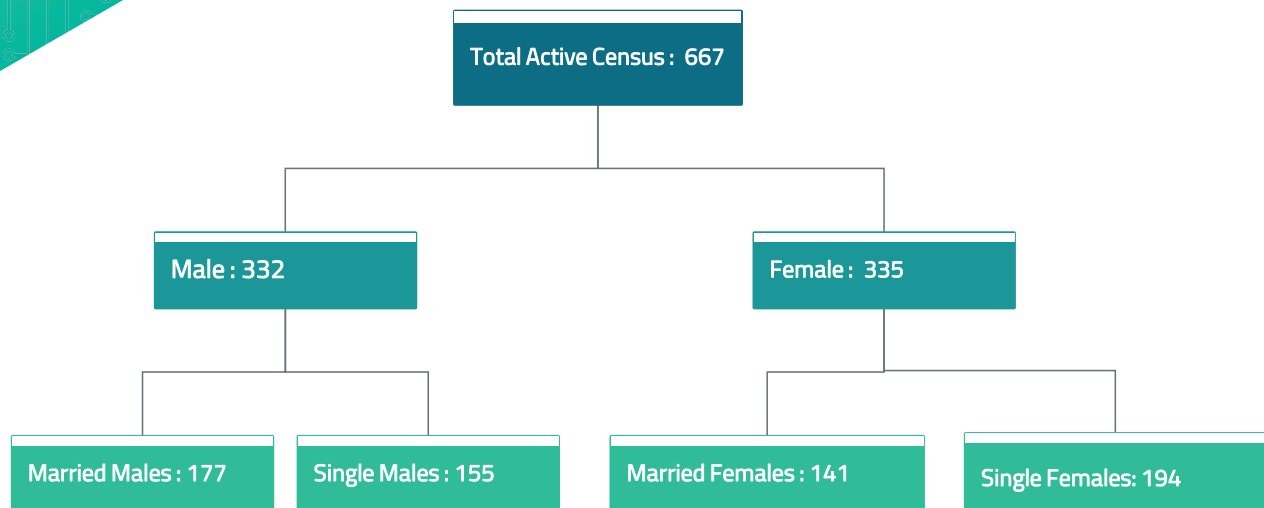 Total Active Census :  667
Male : 332
Female :  335
Married Males : 177
Single Males : 155
Married Females : 141
Single Females: 194